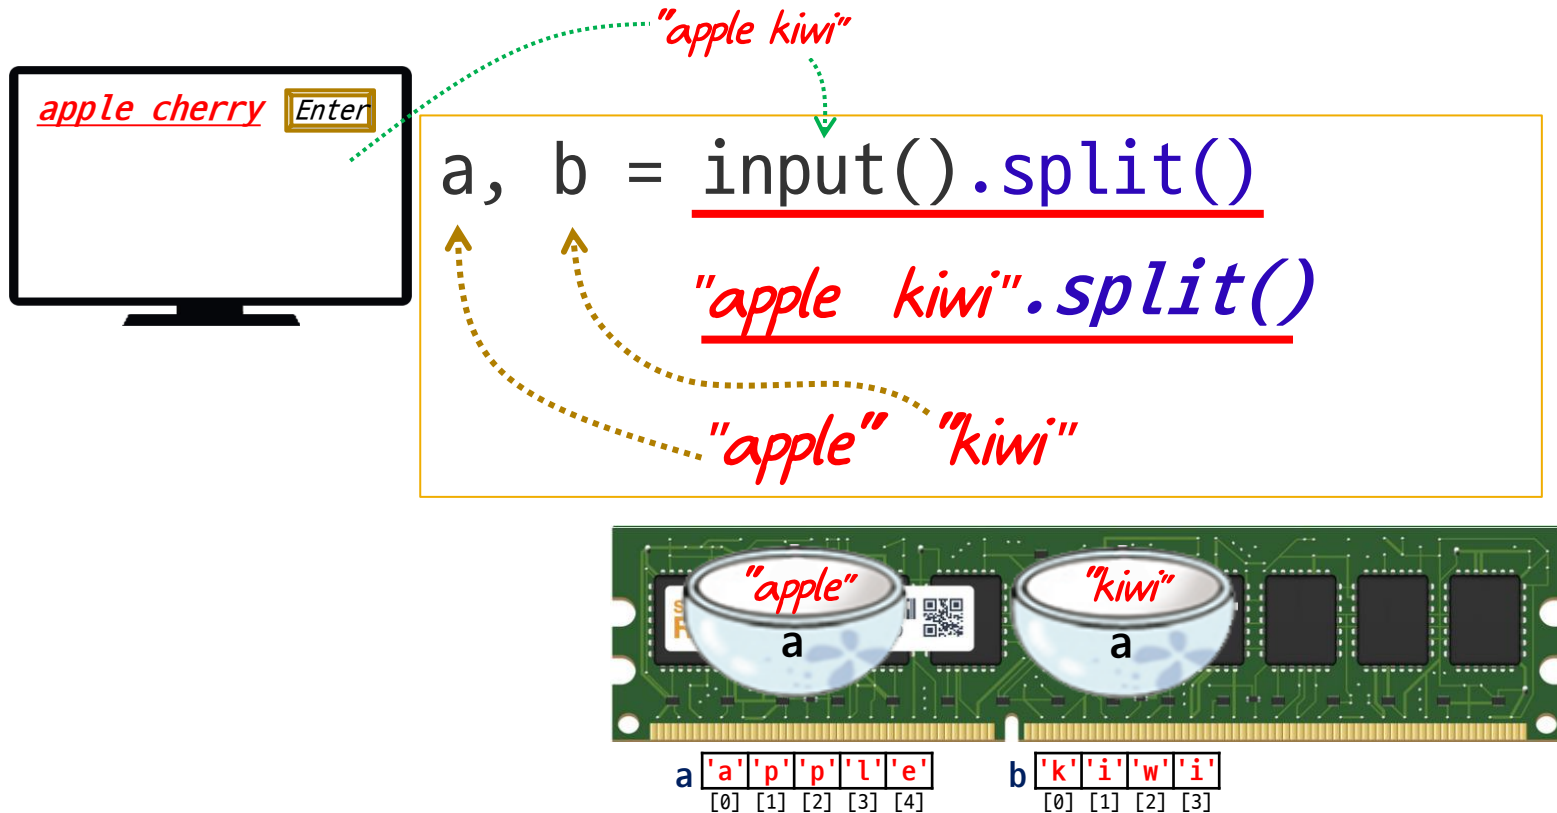 "apple kiwi"
apple cherry Enter
a, b = input().split()
"apple kiwi".split()
"apple" "kiwi"
"apple" "kiwi"
a a
a 'a' 'p' 'p' 'l' 'e' b 'k' 'i' 'w' 'i'
[0] [1] [2] [3] [4] [0] [1] [2] [3]